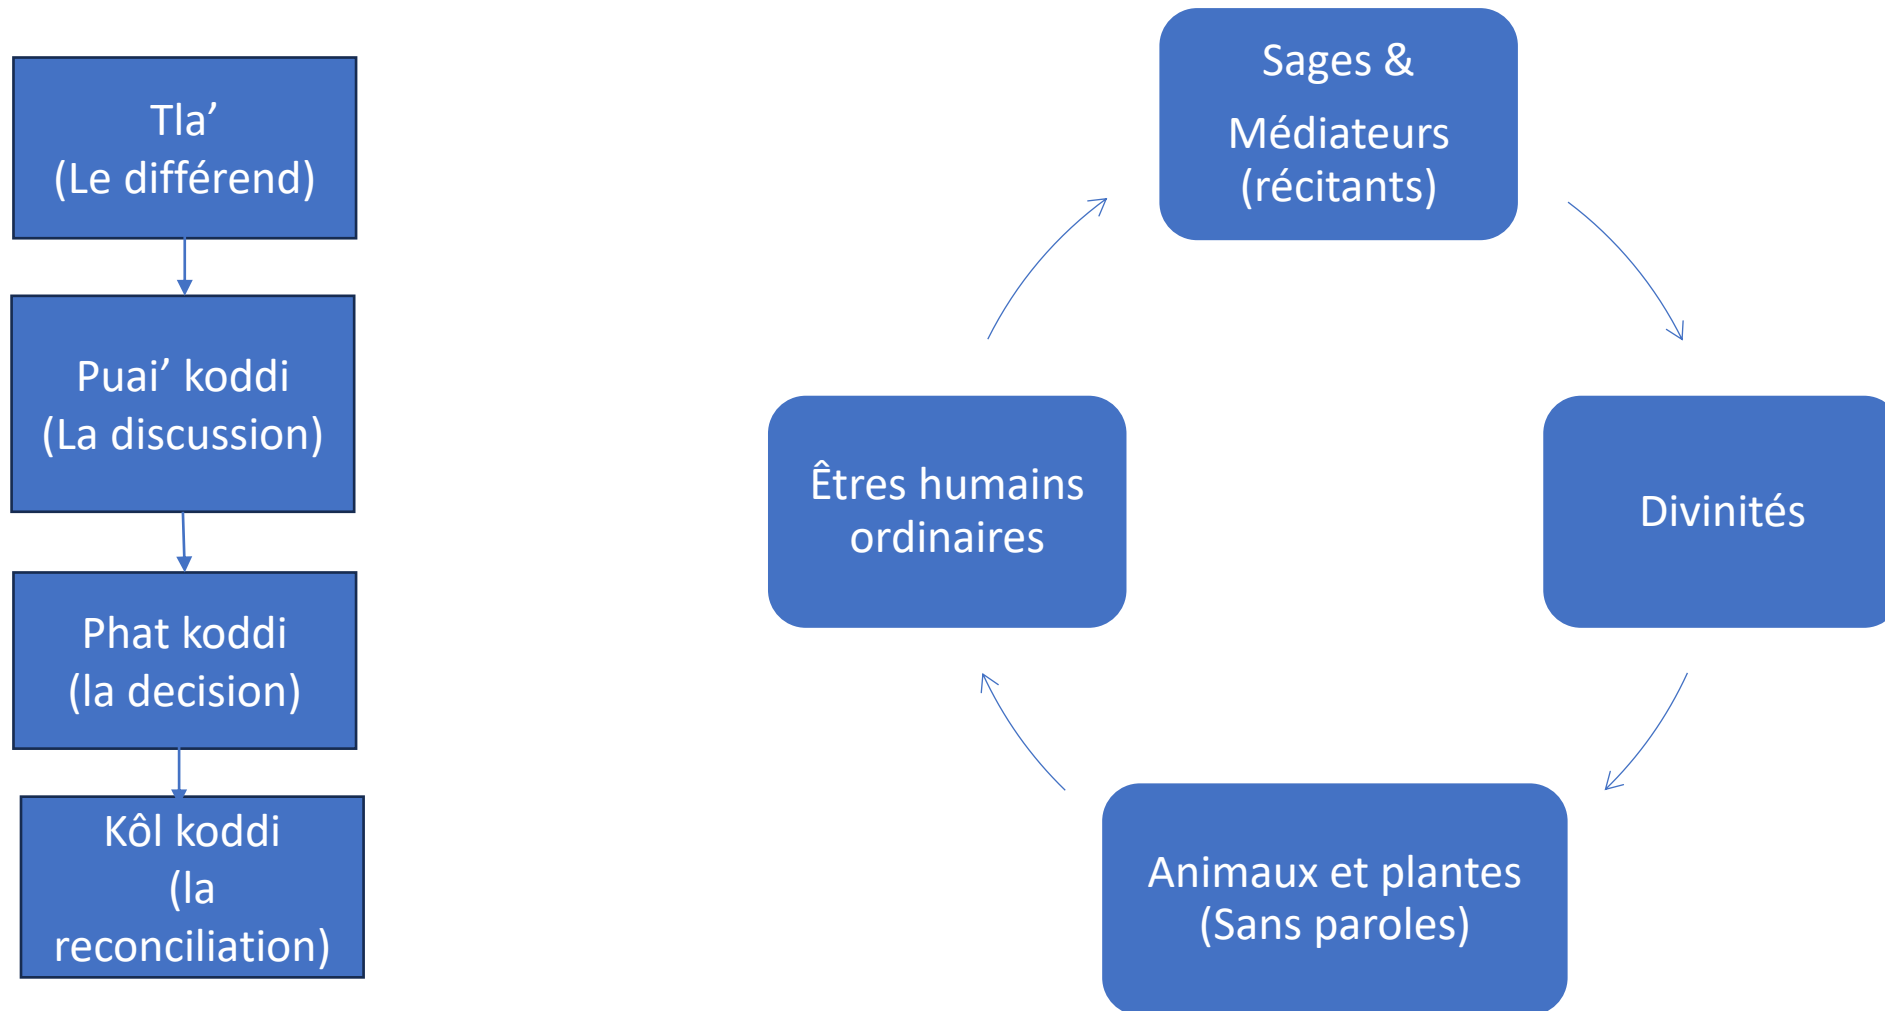 Tla’
(Le différend)
Puai’ koddi
(La discussion)
Phat koddi
(la decision)
Kôl koddi
(la
reconciliation)
Sages &
Médiateurs
(récitants)
Divinités
Animaux et plantes
(Sans paroles)
Êtres humains
ordinaires